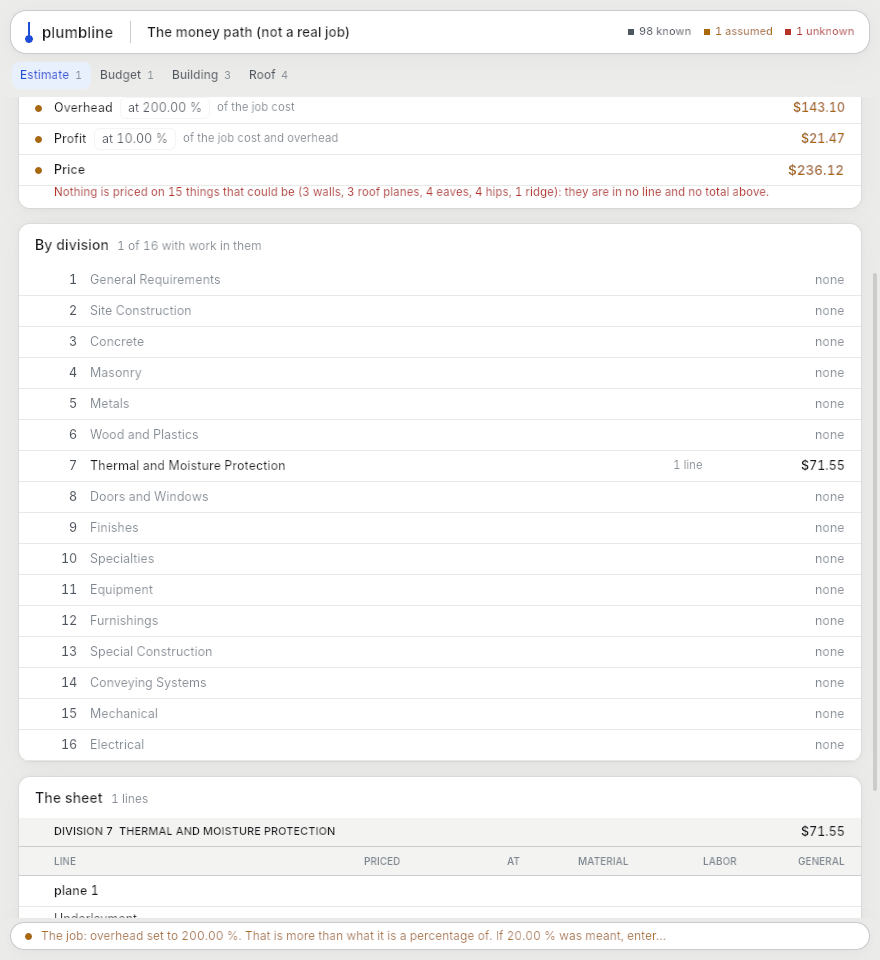 plumbline
The money path (not a real job)
98 known
1 assumed
1 unknown
Estimate 1
Budget 1
Building 3
Roof 4
Overhead at 200.00 % of the job cost $143.10
Profit at 10.00 % of the job cost and overhead $21.47
Price $236.12
Nothing is priced on 15 things that could be (3 walls, 3 roof planes, 4 eaves, 4 hips, 1 ridge): they are in no line and no total above.
By division 1 of 16 with work in them
1 General Requirements none
2 Site Construction none
3 Concrete none
4 Masonry none
5 Metals none
6 Wood and Plastics none
7 Thermal and Moisture Protection 1 line $71.55
8 Doors and Windows none
9 Finishes none
10 Specialties none
11 Equipment none
12 Furnishings none
13 Special Construction none
14 Conveying Systems none
15 Mechanical none
16 Electrical none
The sheet 1 lines
DIVISION 7 THERMAL AND MOISTURE PROTECTION $71.55
LINE PRICED AT MATERIAL LABOR GENERAL
plane 1
Underlayment
The job: overhead set to 200.00 %. That is more than what it is a percentage of. If 20.00 % was meant, enter…